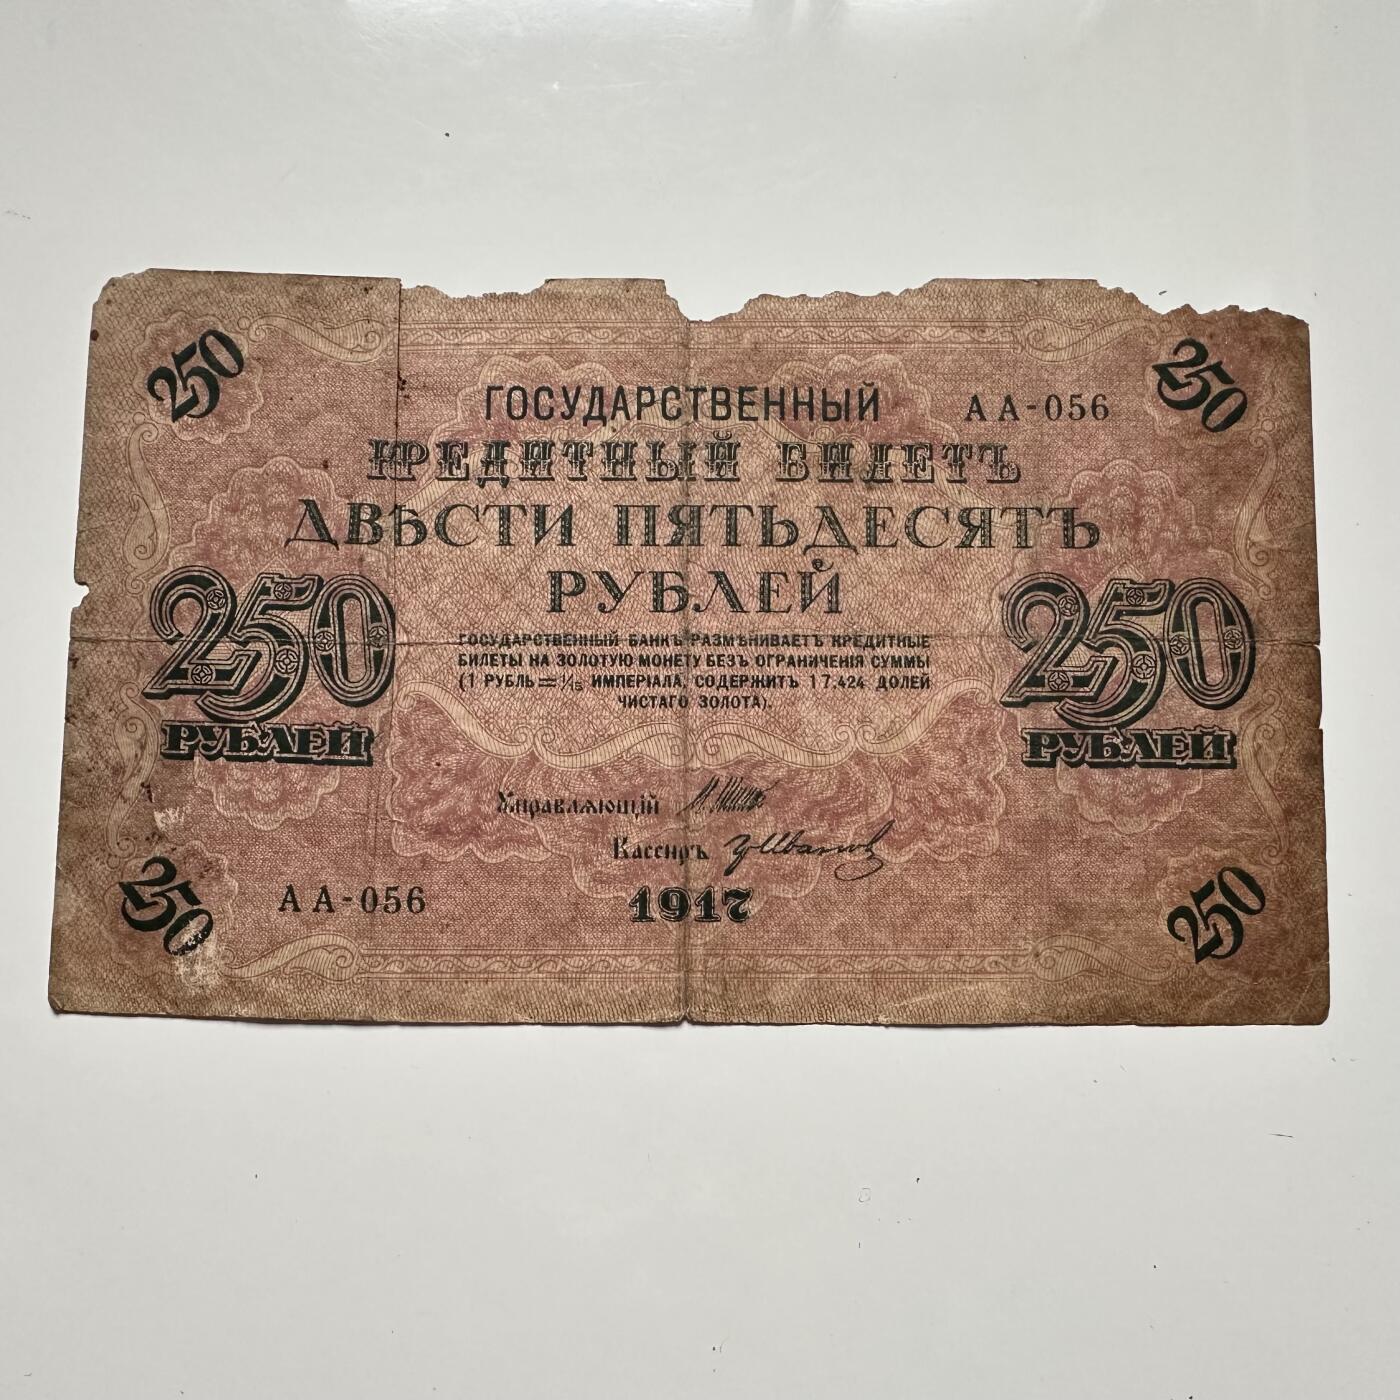 250
250
ГОСУДАРСТВЕННЫЙ
АА-056
КРЕДИТНЫЙ БИЛЕТЪ
ДВѢСТИ ПЯТЬДЕСЯТЪ
РУБЛЕЙ
250
РУБЛЕЙ
250
РУБЛЕЙ
ГОСУДАРСТВЕННЫЙ БАНКЪ РАЗМѢНИВАЕТЪ КРЕДИТНЫЕ
БИЛЕТЫ НА ЗОЛОТУЮ МОНЕТУ БЕЗЪ ОГРАНИЧЕНІЯ СУММЫ
(1 РУБЛЬ = 1/15 ИМПЕРІАЛА, СОДЕРЖИТЪ 17.424 ДОЛЕЙ
ЧИСТАГО ЗОЛОТА).
Управляющій
Кассиръ ГрИванов
250
АА-056
1917
250